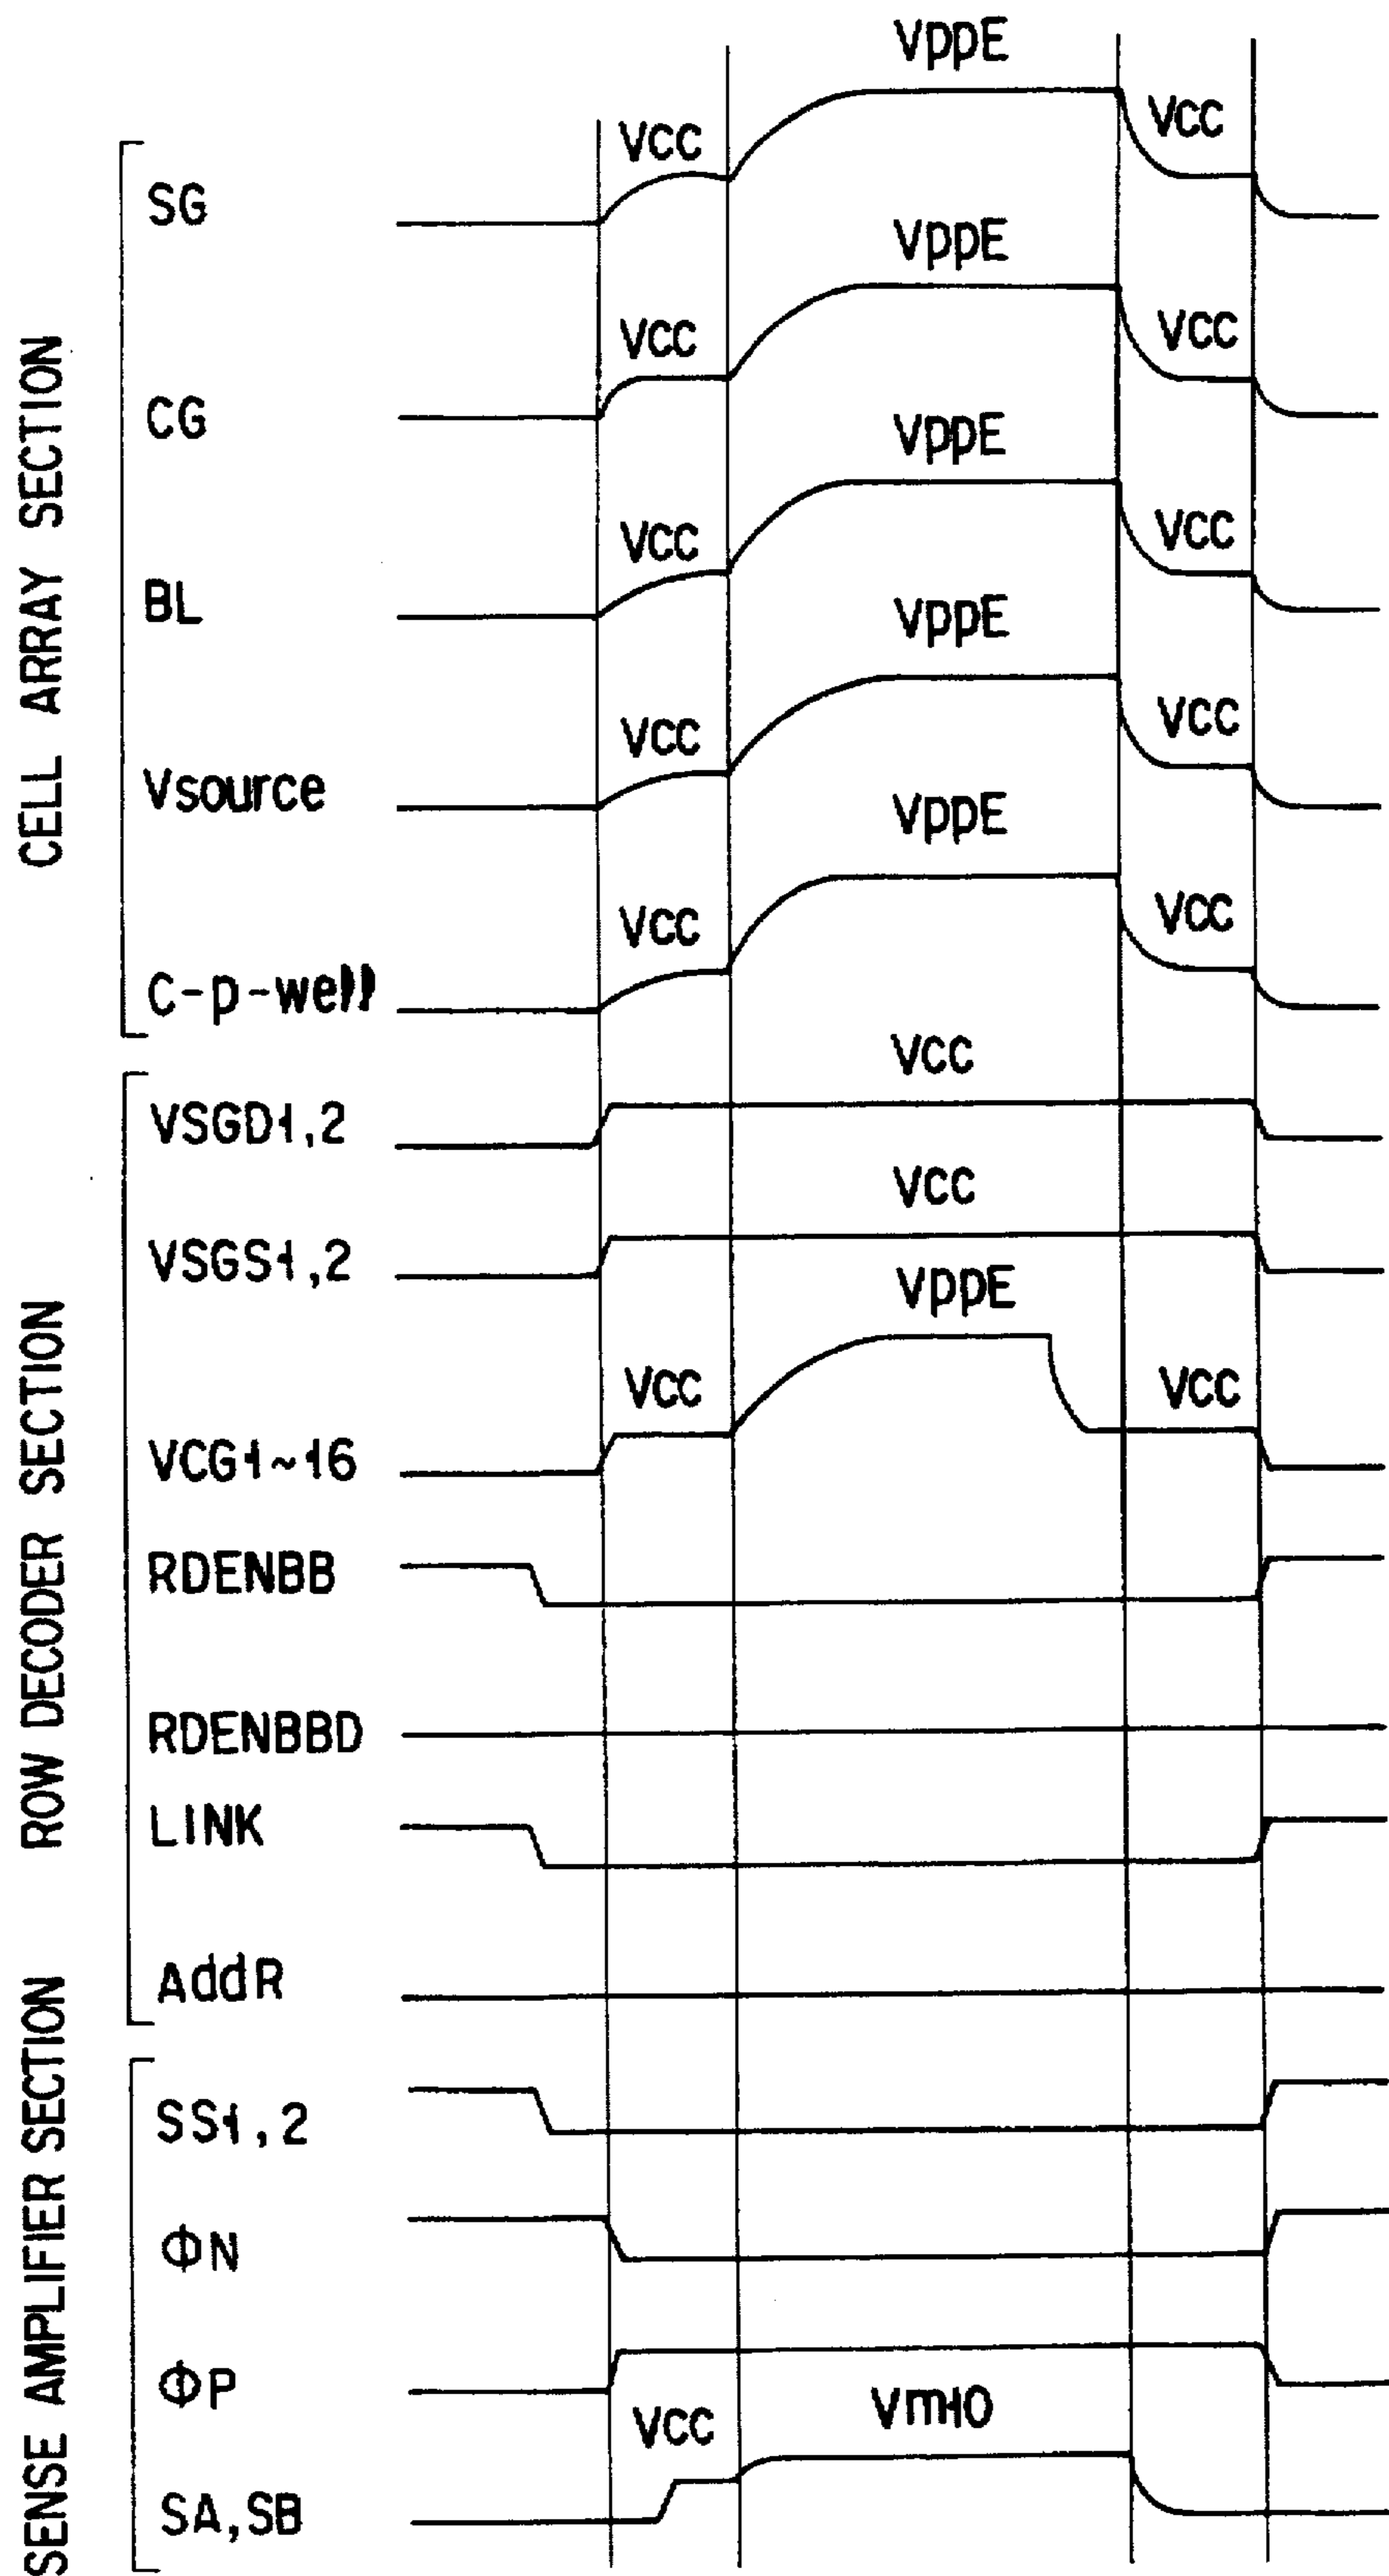 CELL ARRAY SECTION
VppE
VCC
VCC
SG
VppE
VCC
VCC
CG
VppE
VCC
VCC
BL
VppE
VCC
VCC
Vsource
VppE
VCC
VCC
C-p-well
ROW DECODER SECTION
VCC
VSGD1,2
VCC
VSGS1,2
VppE
VCC
VCC
VCG1~16
RDENBB
RDENBBD
LINK
AddR
SENSE AMPLIFIER SECTION
SS1,2
ΦN
ΦP
VCC
Vm10
SA,SB